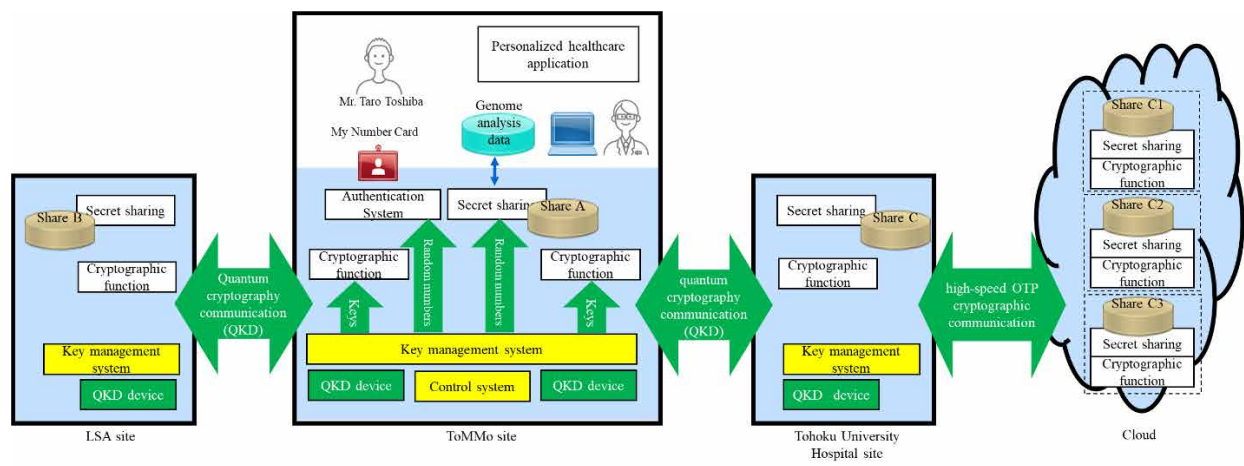 Mr. Taro Toshiba
My Number Card
Personalized healthcare
application
Genome
analysis
data
Share B
Secret sharing
Cryptographic
function
Key management
system
QKD device
LSA site
Quantum
cryptography
communication
(QKD)
Authentication
System
Secret sharing
Share A
Cryptographic
function
Random numbers
Random numbers
Cryptographic
function
Keys
Keys
Key management system
QKD device
Control system
QKD device
ToMMo site
quantum
cryptography
communication
(QKD)
Secret sharing
Share C
Cryptographic
function
Key management
system
QKD device
Tohoku University
Hospital site
high-speed OTP
cryptographic
communication
Share C1
Secret sharing
Cryptographic
function
Share C2
Secret sharing
Cryptographic
function
Share C3
Secret sharing
Cryptographic
function
Cloud